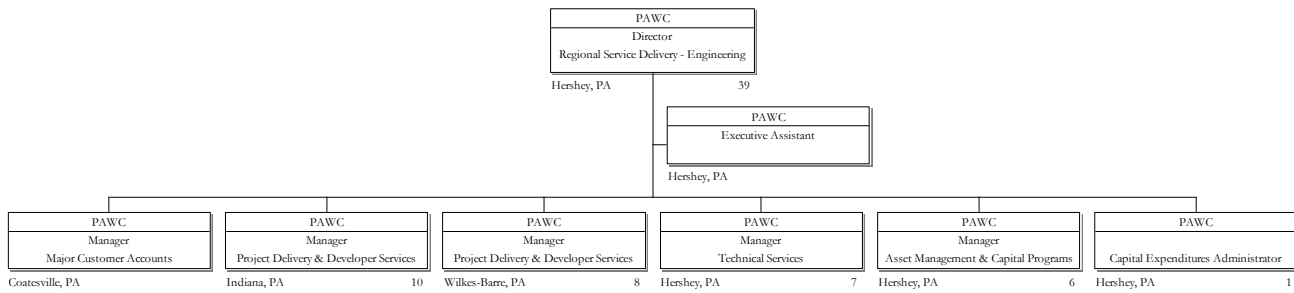 PAWC
Director
Regional Service Delivery - Engineering
Hershey, PA 39
PAWC
Executive Assistant
Hershey, PA
PAWC
Manager
Major Customer Accounts
Coatesville, PA
PAWC
Manager
Project Delivery & Developer Services
Indiana, PA 10
PAWC
Manager
Project Delivery & Developer Services
Wilkes-Barre, PA 8
PAWC
Manager
Technical Services
Hershey, PA 7
PAWC
Manager
Asset Management & Capital Programs
Hershey, PA 6
PAWC
Capital Expenditures Administrator
Hershey, PA 1